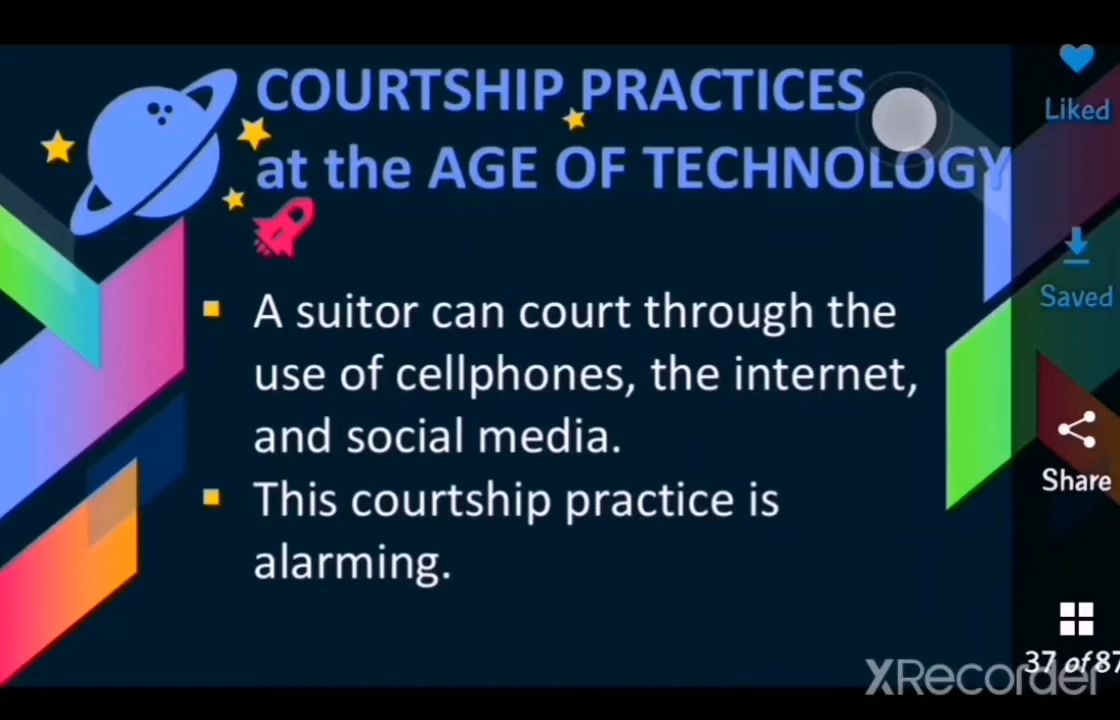 COURTSHIP PRACTICES
at the AGE OF TECHNOLOGY
A suitor can court through the
use of cellphones, the internet,
and social media.
This courtship practice is
alarming.
Liked
Saved
Share
37 of 87
XRecorder